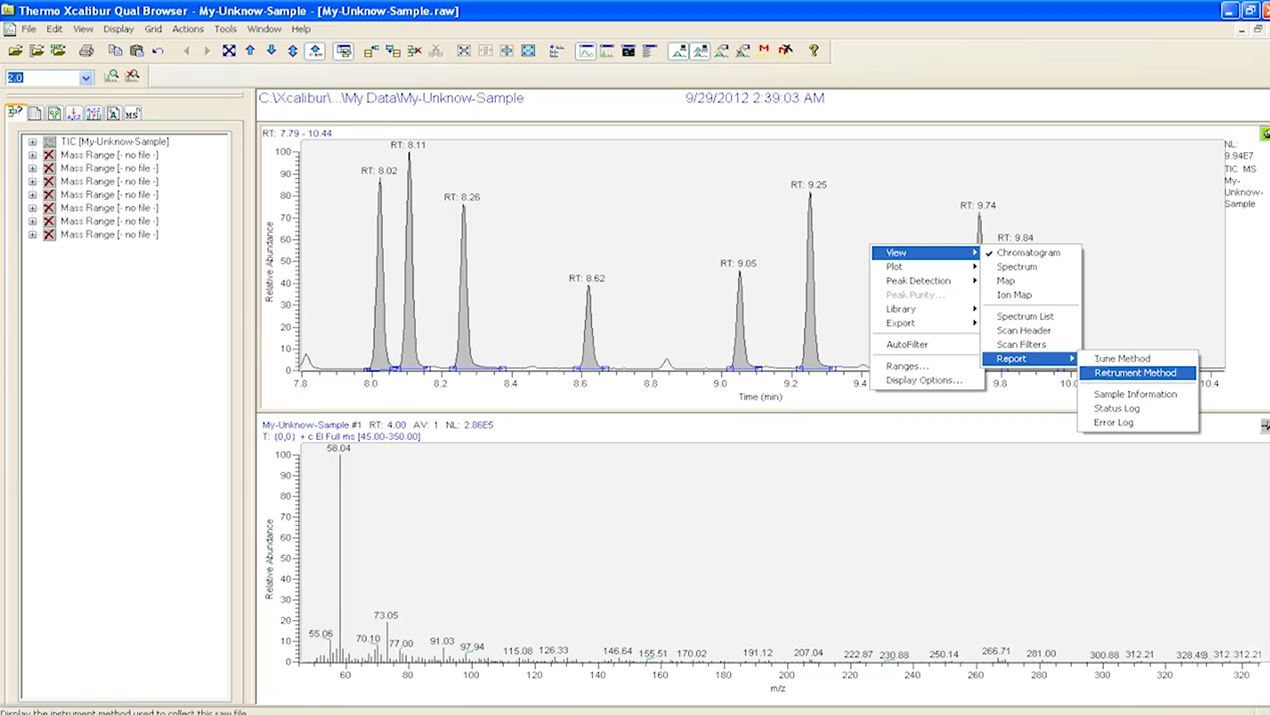 Thermo Xcalibur Qual Browser - My-Unknow-Sample - [My-Unknow-Sample.raw]
File Edit View Display Grid Actions Tools Window Help
2.0
C:\Xcalibur\...\My Data\My-Unknow-Sample 9/29/2012 2:39:03 AM
TIC [My-Unknow-Sample]
Mass Range [- no file -]
Mass Range [- no file -]
Mass Range [- no file -]
Mass Range [- no file -]
Mass Range [- no file -]
Mass Range [- no file -]
Mass Range [- no file -]
RT: 7.79 - 10.44
NL:
9.94E7
TIC MS
My-
Unknow-
Sample
Relative Abundance
100
90
80
70
60
50
40
30
20
10
0
RT: 8.02
RT: 8.11
RT: 8.26
RT: 8.62
RT: 9.05
RT: 9.25
RT: 9.74
RT: 9.84
7.8 8.0 8.2 8.4 8.6 8.8 9.0 9.2 9.4 9.8 10.0 10.4
Time (min)
View
Plot
Peak Detection
Peak Purity...
Library
Export
AutoFilter
Ranges...
Display Options...
Chromatogram
Spectrum
Map
Ion Map
Spectrum List
Scan Header
Scan Filters
Report
Tune Method
Retrument Method
Sample Information
Status Log
Error Log
My-Unknow-Sample #1 RT: 4.00 AV: 1 NL: 2.86E5
T: {0,0} + c EI Full ms [45.00-350.00]
Relative Abundance
100
90
80
70
60
50
40
30
20
10
0
58.04
55.06
70.10
73.05
77.00
91.03
97.94
115.08
126.33
146.64
155.51
170.02
191.12
207.04
222.87
230.88
250.14
266.71
281.00
300.88
312.21
328.49
312.21
60 80 100 120 140 160 180 200 220 240 260 280 300 320
m/z
Display the instrument method used to collect this raw file